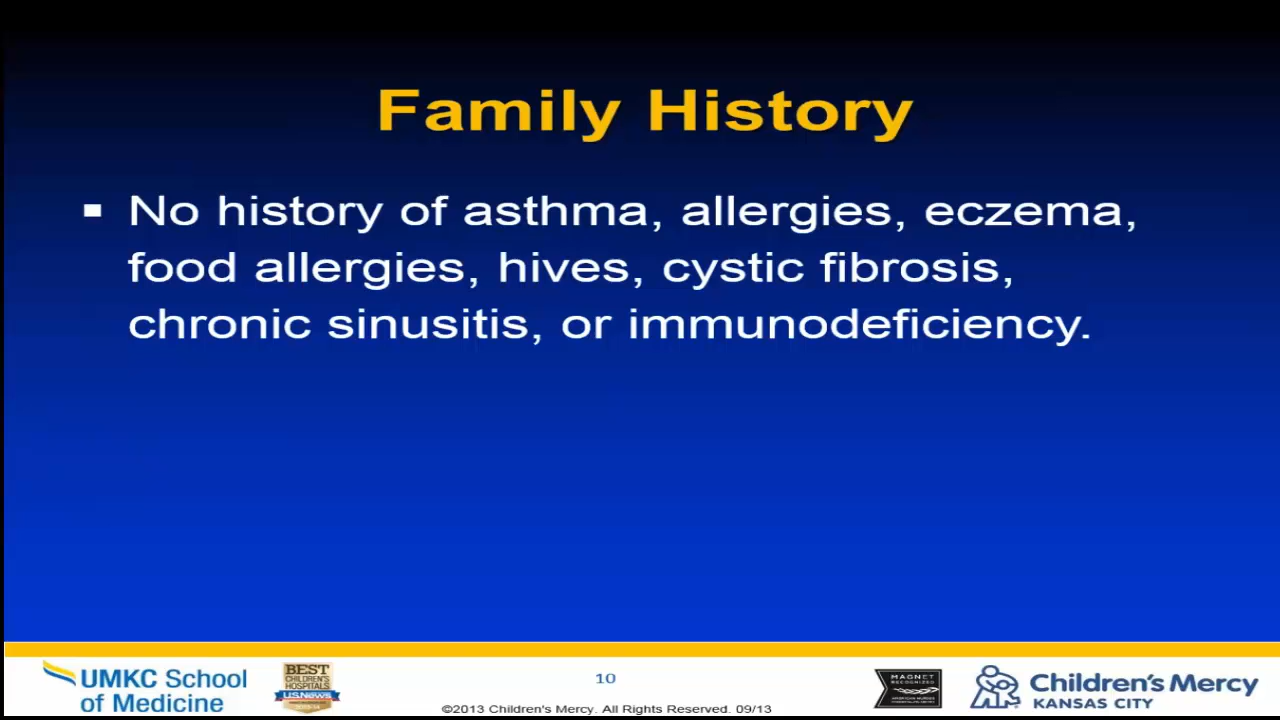 Family History
▪ No history of asthma, allergies, eczema,
food allergies, hives, cystic fibrosis,
chronic sinusitis, or immunodeficiency.
UMKC School
of Medicine
BEST
CHILDREN'S
HOSPITALS
U.S.News
10
©2013 Children's Mercy. All Rights Reserved. 09/13
MAGNET
RECOGNIZED
Children's Mercy
KANSAS CITY